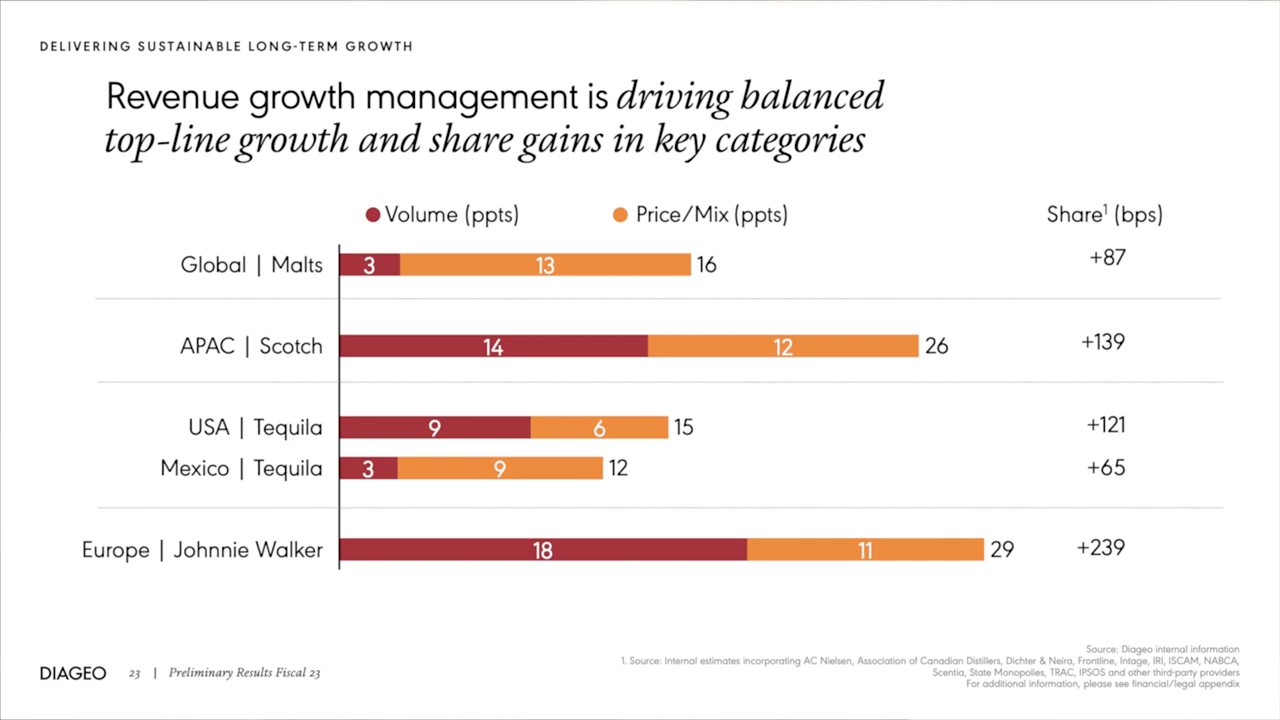 DELIVERING SUSTAINABLE LONG-TERM GROWTH
Revenue growth management is driving balanced
top-line growth and share gains in key categories
Volume (ppts) Price/Mix (ppts) Share¹ (bps)
Global | Malts 3 13 16 +87
APAC | Scotch 14 12 26 +139
USA | Tequila 9 6 15 +121
Mexico | Tequila 3 9 12 +65
Europe | Johnnie Walker 18 11 29 +239
Source: Diageo internal information
1. Source: Internal estimates incorporating AC Nielsen, Association of Canadian Distillers, Dichter & Neira, Frontline, Intage, IRI, ISCAM, NABCA,
Scentia, State Monopolies, TRAC, IPSOS and other third-party providers
For additional information, please see financial/legal appendix
DIAGEO 23 | Preliminary Results Fiscal 23